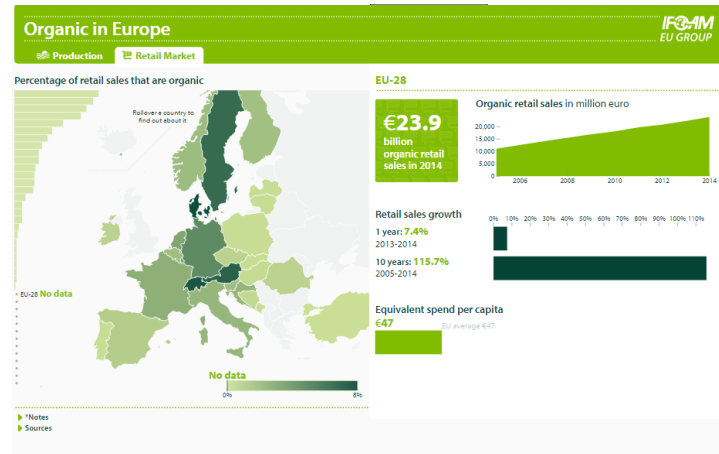 Organic in Europe
IFOAM
EU GROUP
Production
Retail Market
Percentage of retail sales that are organic
Rollover a country to
find out about it
EU-28 No data
No data
0%
8%
*Notes
Sources
EU-28
€23.9
billion
organic retail
sales in 2014
Organic retail sales in million euro
20,000
15,000
10,000
5,000
0
2006 2008 2010 2012 2014
Retail sales growth
1 year: 7.4%
2013-2014
10 years: 115.7%
2005-2014
0% 10% 20% 30% 40% 50% 60% 70% 80% 90% 100% 110%
Equivalent spend per capita
€47
EU average €47